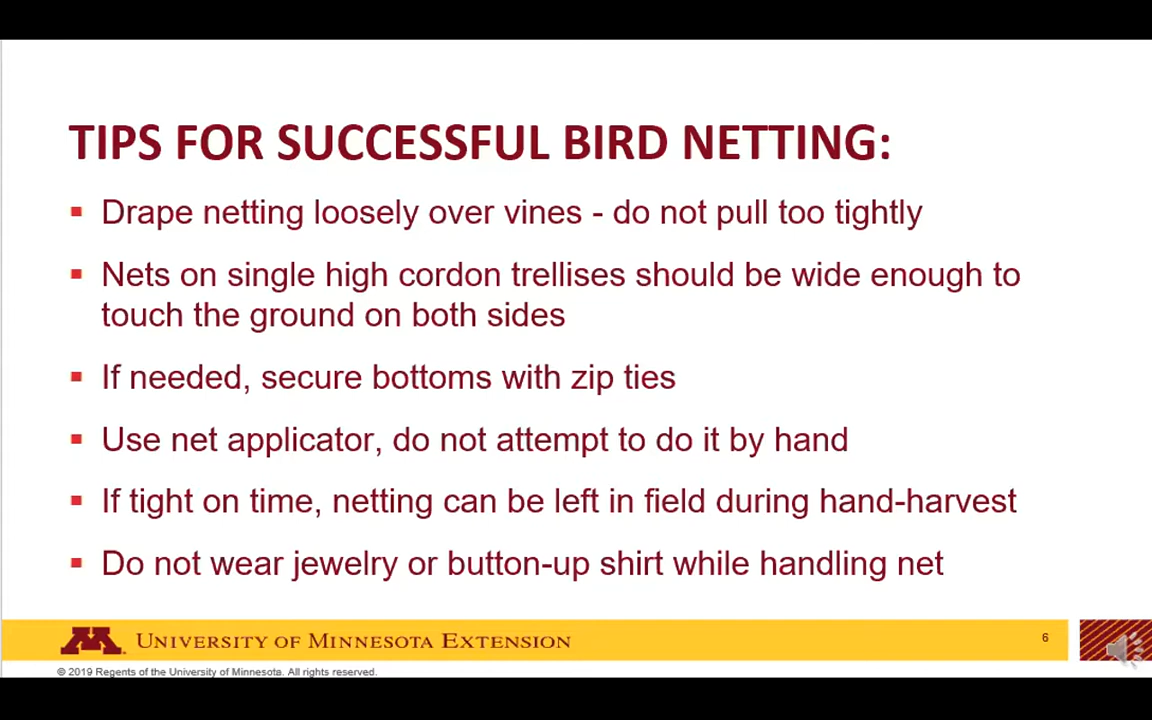 TIPS FOR SUCCESSFUL BIRD NETTING:
▪ Drape netting loosely over vines - do not pull too tightly
▪ Nets on single high cordon trellises should be wide enough to
touch the ground on both sides
▪ If needed, secure bottoms with zip ties
▪ Use net applicator, do not attempt to do it by hand
▪ If tight on time, netting can be left in field during hand-harvest
▪ Do not wear jewelry or button-up shirt while handling net
M UNIVERSITY OF MINNESOTA EXTENSION
6
© 2019 Regents of the University of Minnesota. All rights reserved.